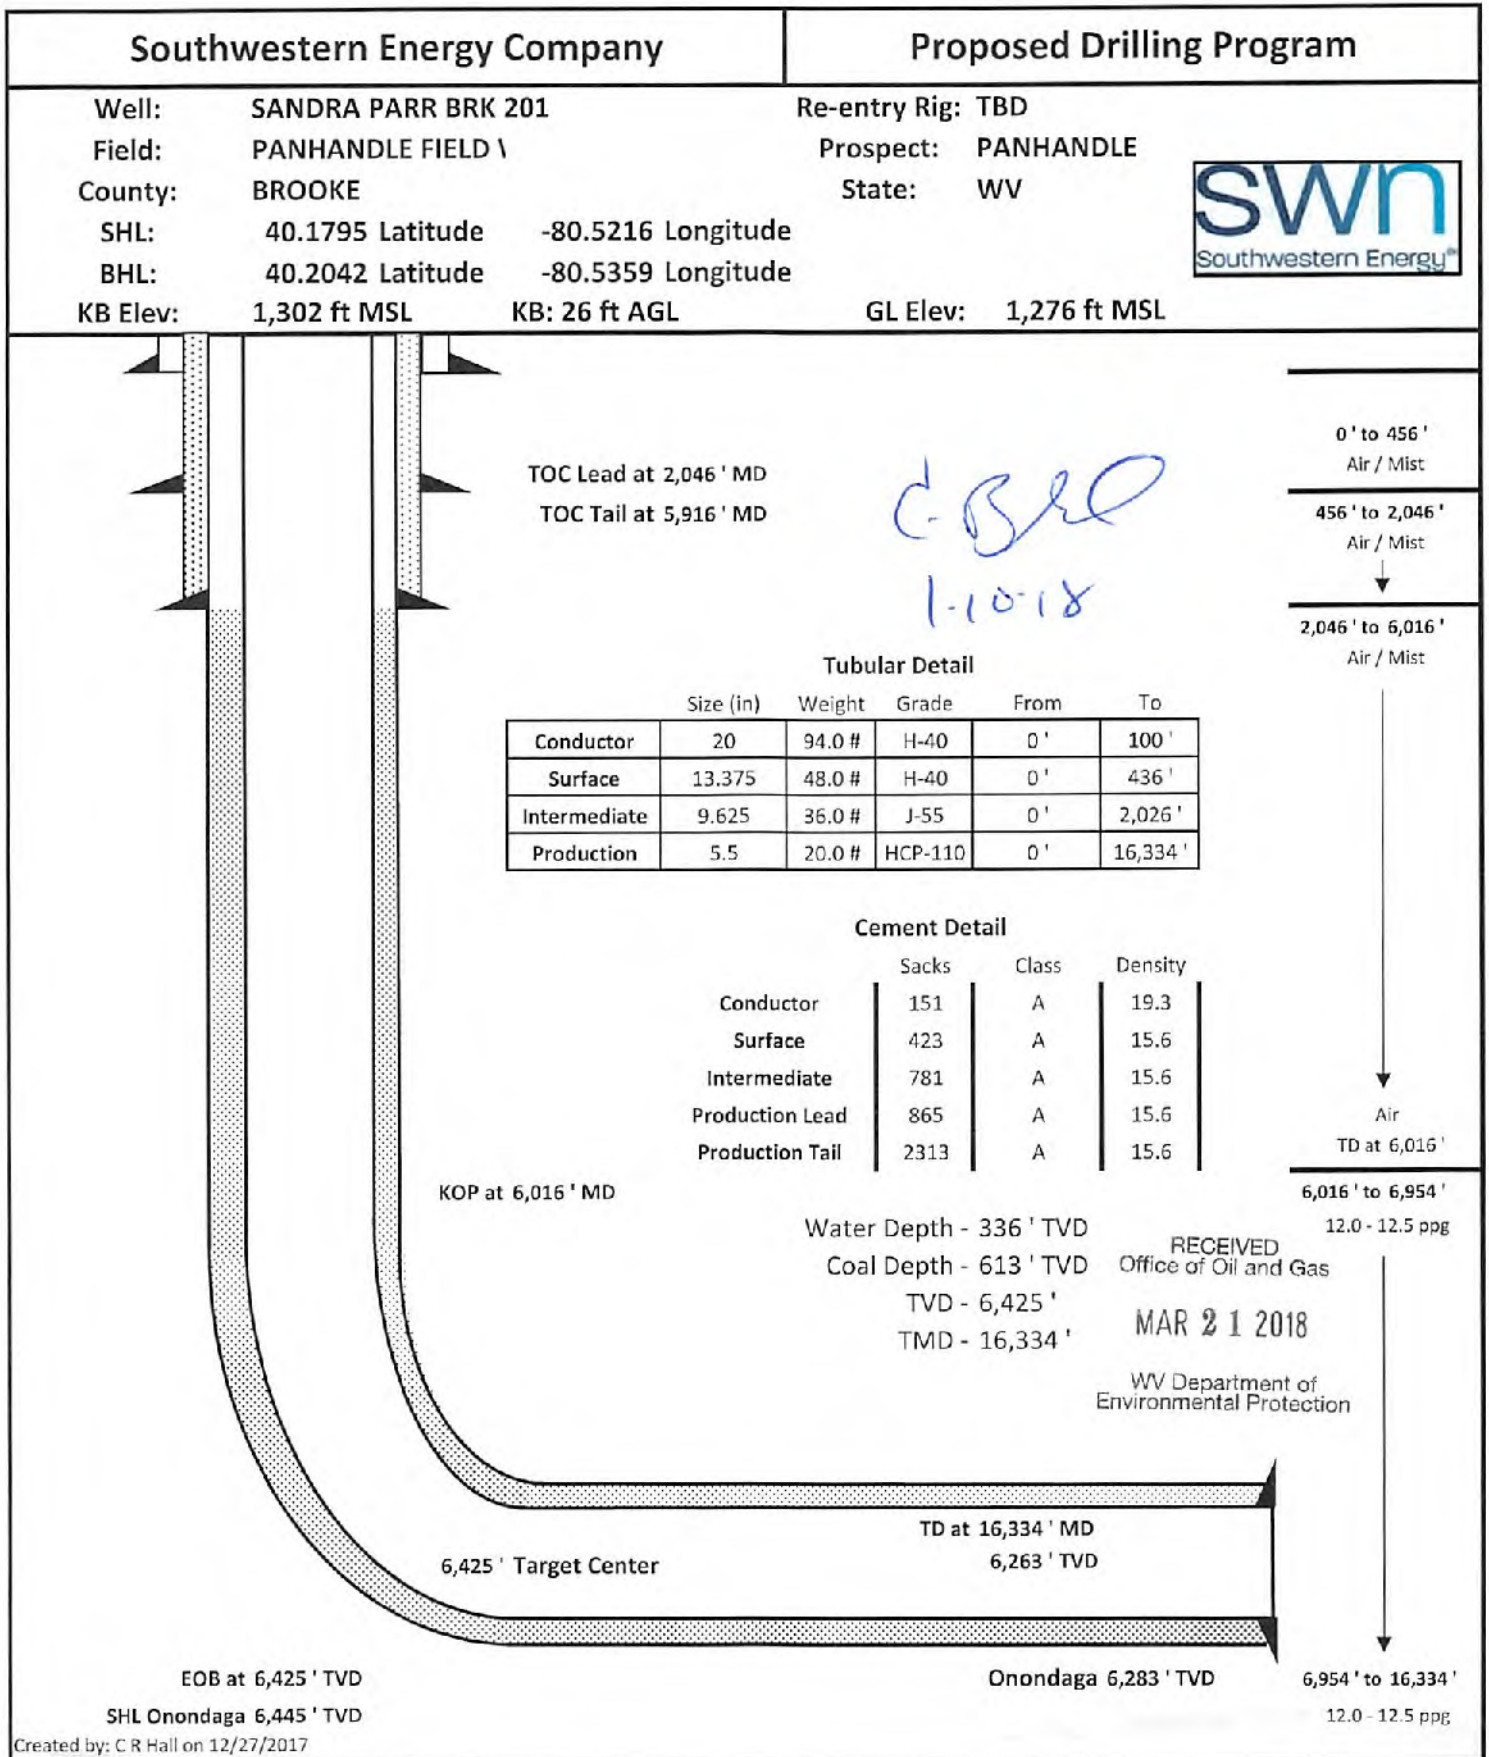 Southwestern Energy Company
Proposed Drilling Program
Well: SANDRA PARR BRK 201 Re-entry Rig: TBD
Field: PANHANDLE FIELD \ Prospect: PANHANDLE
County: BROOKE State: WV
SHL: 40.1795 Latitude -80.5216 Longitude
BHL: 40.2042 Latitude -80.5359 Longitude
KB Elev: 1,302 ft MSL KB: 26 ft AGL GL Elev: 1,276 ft MSL
swn
Southwestern Energy®
0 ' to 456 '
Air / Mist
TOC Lead at 2,046 ' MD
TOC Tail at 5,916 ' MD
456 ' to 2,046 '
Air / Mist
1-10-18
2,046 ' to 6,016 '
Air / Mist
Tubular Detail
Size (in) Weight Grade From To
Conductor 20 94.0 # H-40 0 ' 100 '
Surface 13.375 48.0 # H-40 0 ' 436 '
Intermediate 9.625 36.0 # J-55 0 ' 2,026 '
Production 5.5 20.0 # HCP-110 0 ' 16,334 '
Cement Detail
Sacks Class Density
Conductor 151 A 19.3
Surface 423 A 15.6
Intermediate 781 A 15.6
Production Lead 865 A 15.6
Production Tail 2313 A 15.6
Air
TD at 6,016 '
KOP at 6,016 ' MD
6,016 ' to 6,954 '
12.0 - 12.5 ppg
Water Depth - 336 ' TVD
Coal Depth - 613 ' TVD
TVD - 6,425 '
TMD - 16,334 '
RECEIVED
Office of Oil and Gas
MAR 21 2018
WV Department of
Environmental Protection
TD at 16,334 ' MD
6,263 ' TVD
6,425 ' Target Center
EOB at 6,425 ' TVD
Onondaga 6,283 ' TVD
6,954 ' to 16,334 '
SHL Onondaga 6,445 ' TVD
12.0 - 12.5 ppg
Created by: C R Hall on 12/27/2017